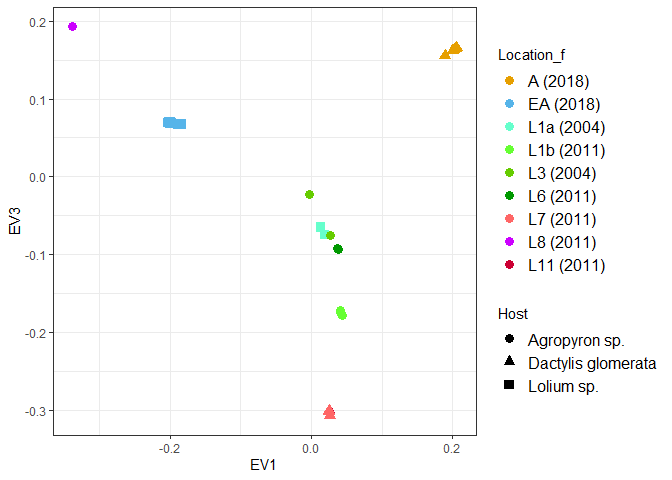 0.2
0.1
0.0
-0.1
-0.2
-0.3
EV3
-0.2
0.0
0.2
EV1
Location_f
A (2018)
EA (2018)
L1a (2004)
L1b (2011)
L3 (2004)
L6 (2011)
L7 (2011)
L8 (2011)
L11 (2011)
Host
Agropyron sp.
Dactylis glomerata
Lolium sp.